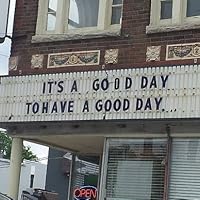 IT'S A GOOD DAY
TO HAVE A GOOD DAY...
OPEN